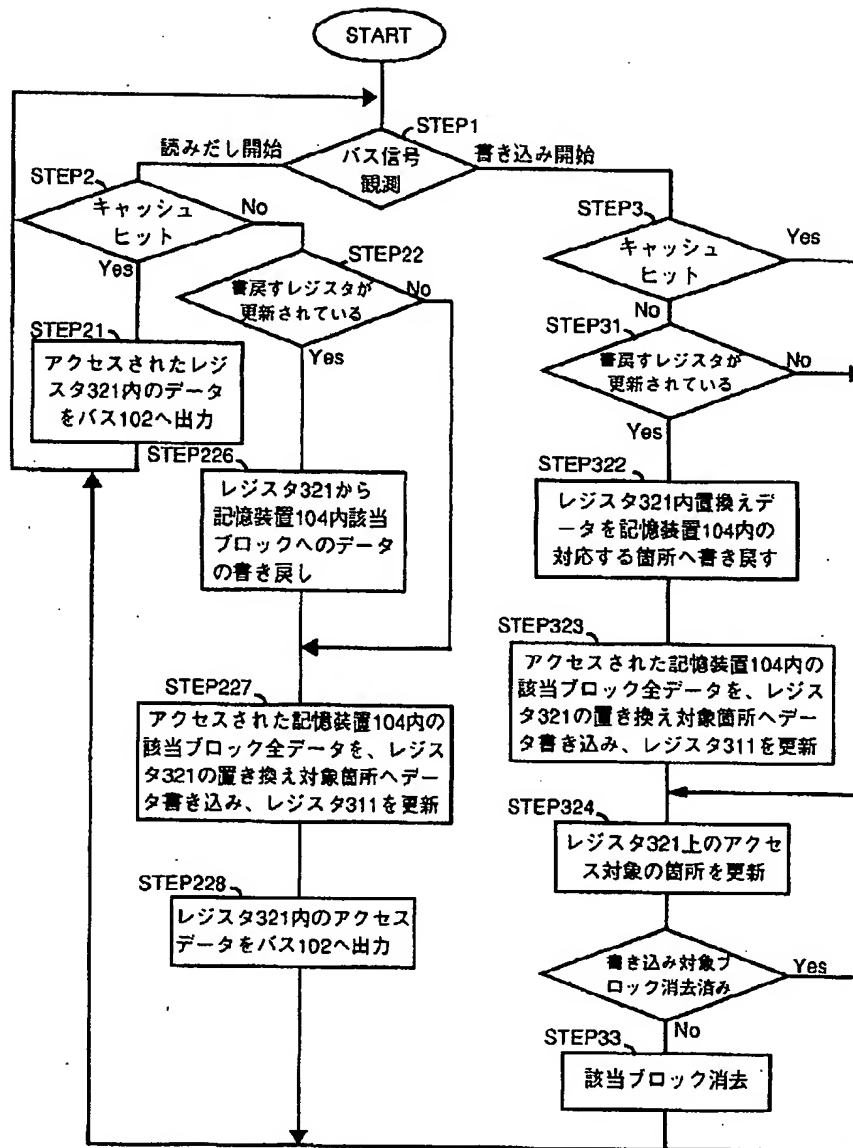 START
STEP1
バス信号
観測
読みだし開始
書き込み開始
STEP2
キャッシュ
ヒット
No
Yes
STEP22
書戻すレジスタが
更新されている
No
Yes
STEP21
アクセスされたレジ
スタ321内のデータ
をバス102へ出力
STEP226
レジスタ321から
記憶装置104内該当
ブロックへのデータ
の書き戻し
STEP227
アクセスされた記憶装置104内の
該当ブロック全データを、レジス
タ321の置き換え対象箇所へデー
タ書き込み、レジスタ311を更新
STEP228
レジスタ321内のアクセス
データをバス102へ出力
STEP3
キャッシュ
ヒット
Yes
No
STEP31
書戻すレジスタが
更新されている
No
Yes
STEP322
レジスタ321内置換えデ
ータを記憶装置104内の
対応する箇所へ書き戻す
STEP323
アクセスされた記憶装置104内の
該当ブロック全データを、レジス
タ321の置き換え対象箇所へデー
タ書き込み、レジスタ311を更新
STEP324
レジスタ321上のアクセ
ス対象の箇所を更新
書き込み対象ブ
ロック消去済み
Yes
No
STEP33
該当ブロック消去